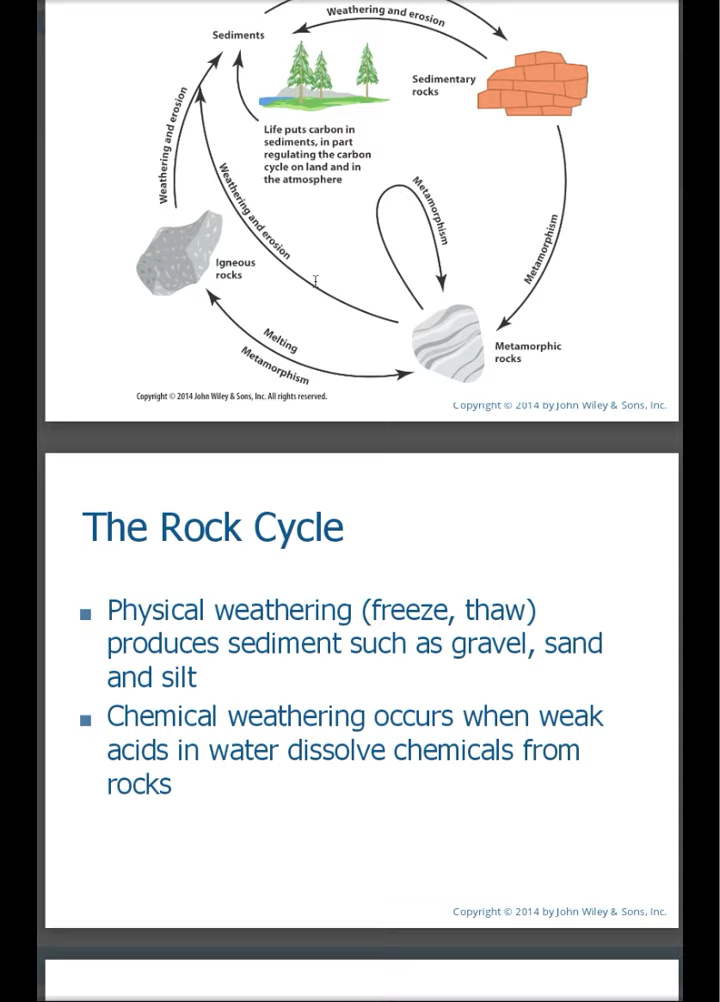 Weathering and erosion
Sediments
Sedimentary
rocks
Weathering and erosion
Life puts carbon in
sediments, in part
regulating the carbon
cycle on land and in
the atmosphere
Weathering and erosion
Metamorphism
Metamorphism
Igneous
rocks
Melting
Metamorphism
Metamorphic
rocks
Copyright © 2014 John Wiley & Sons, Inc. All rights reserved.
Copyright © 2014 by John Wiley & Sons, Inc.
The Rock Cycle
Physical weathering (freeze, thaw)
produces sediment such as gravel, sand
and silt
Chemical weathering occurs when weak
acids in water dissolve chemicals from
rocks
Copyright © 2014 by John Wiley & Sons, Inc.